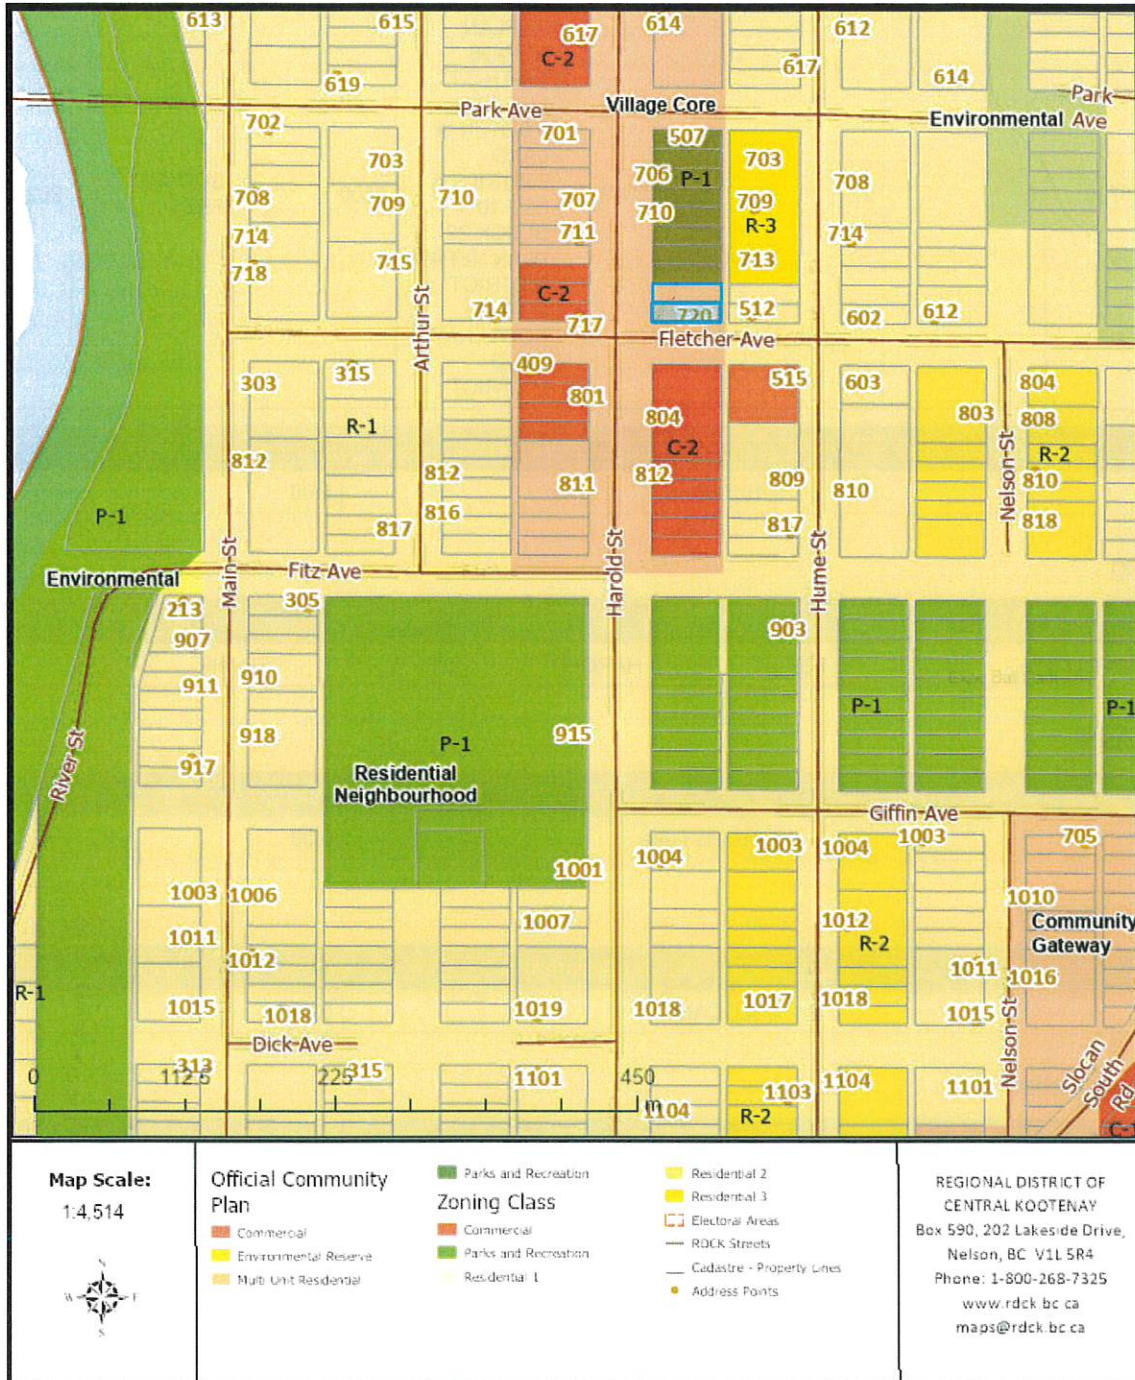 613
615
617
614
612
C-2
617
619
614
Park Ave
Village Core
Environmental
Park
Ave
702
701
507
703
703
706
P-1
708
708
710
707
709
710
709
R-3
714
711
714
713
715
718
C-2
714
717
720
512
602
612
Arthur St
Fletcher Ave
303
315
409
801
804
515
603
803
804
808
R-1
C-2
R-2
812
812
811
812
809
810
810
816
817
817
818
Nelson St
P-1
Main St
Harold St
Hume St
Environmental
Fitz Ave
213
305
903
907
911
910
918
915
917
P-1
P-1
P-1
River St
Residential
Neighbourhood
Giffin Ave
1003
1003
1004
1004
705
1001
1003
1006
1007
1010
1012
Community
Gateway
R-2
1011
1012
1011
1016
R-1
1015
1018
1019
1018
1017
1018
1015
Nelson St
Dick Ave
Slocan
South
Rd
313
315
1101
1103
1104
1101
1104
R-2
0
112.5
225
450
m
Map Scale:
1:4,514
N
W
E
S
Official Community
Plan
Commercial
Environmental Reserve
Multi Unit Residential
Parks and Recreation
Zoning Class
Commercial
Parks and Recreation
Residential 1
Residential 2
Residential 3
Electoral Areas
RDCK Streets
Cadastre - Property Lines
Address Points
REGIONAL DISTRICT OF
CENTRAL KOOTENAY
Box 590, 202 Lakeside Drive,
Nelson, BC V1L 5R4
Phone: 1-800-268-7325
www.rdck.bc.ca
maps@rdck.bc.ca